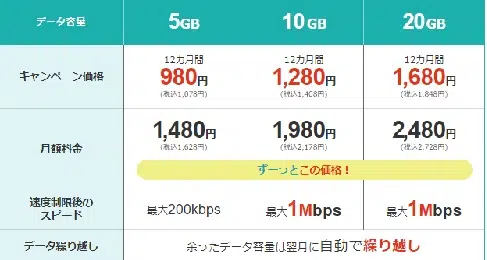 データ容量 5GB 10GB 20GB
12カ月間 12カ月間 12カ月間
キャンペーン価格 980円 1,280円 1,680円
(税込1,078円) (税込1,408円) (税込1,848円)
月額料金 1,480円 1,980円 2,480円
(税込1,628円) (税込2,178円) (税込2,728円)
ずーっとこの価格！
速度制限後の
スピード 最大200kbps 最大1Mbps 最大1Mbps
データ繰り越し 余ったデータ容量は翌月に自動で繰り越し